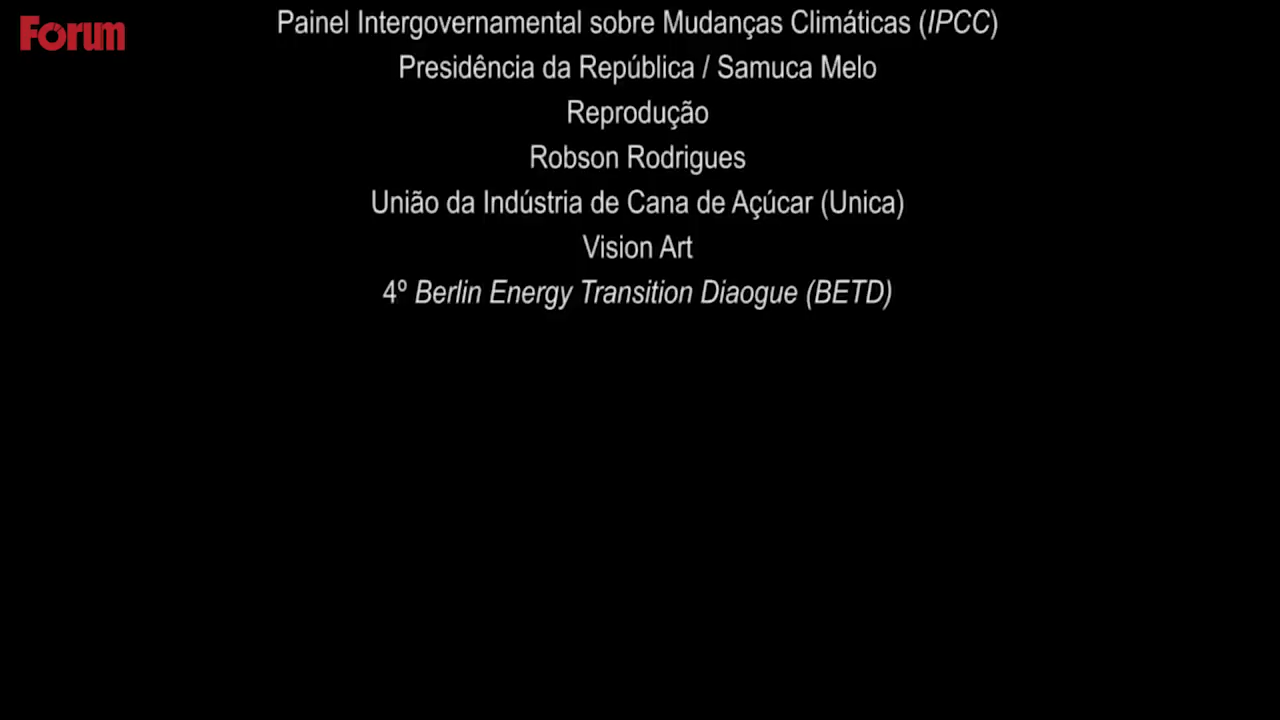 Forum
Painel Intergovernamental sobre Mudanças Climáticas (IPCC)
Presidência da República / Samuca Melo
Reprodução
Robson Rodrigues
União da Indústria de Cana de Açúcar (Unica)
Vision Art
4º Berlin Energy Transition Diaogue (BETD)